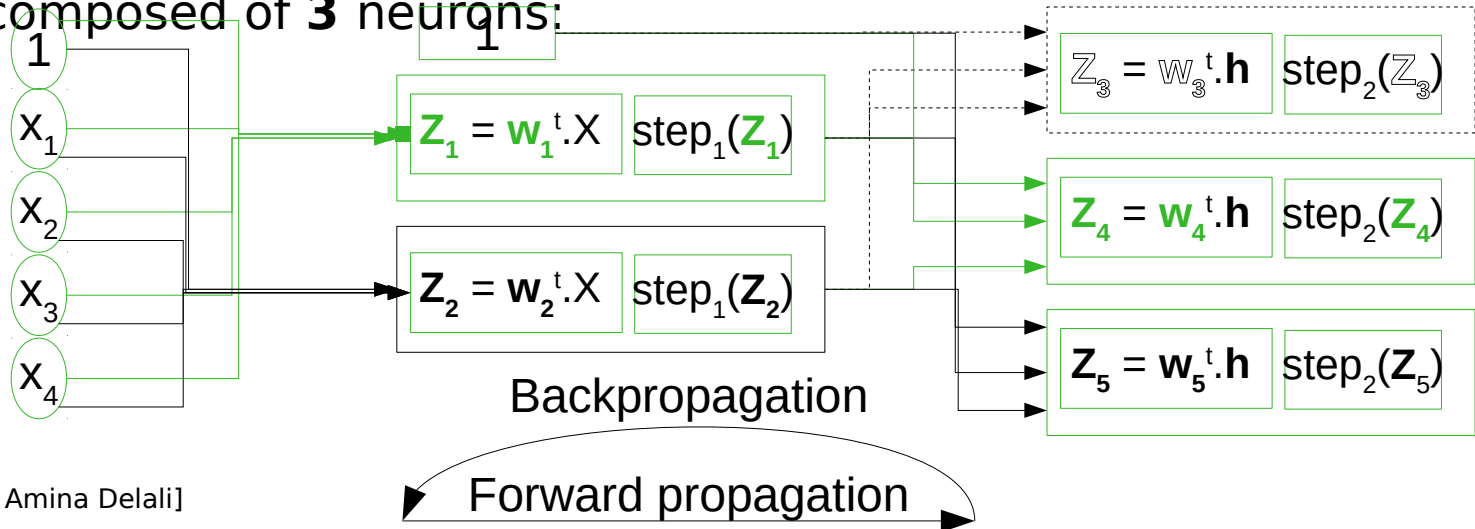 composed of 3 neurons:
1
x1
x2
x3
x4
1
Z1 = w1t.X step1(Z1)
Z2 = w2t.X step1(Z2)
Z3 = w3t.h step2(Z3)
Z4 = w4t.h step2(Z4)
Z5 = w5t.h step2(Z5)
Backpropagation
Forward propagation
Amina Delali]